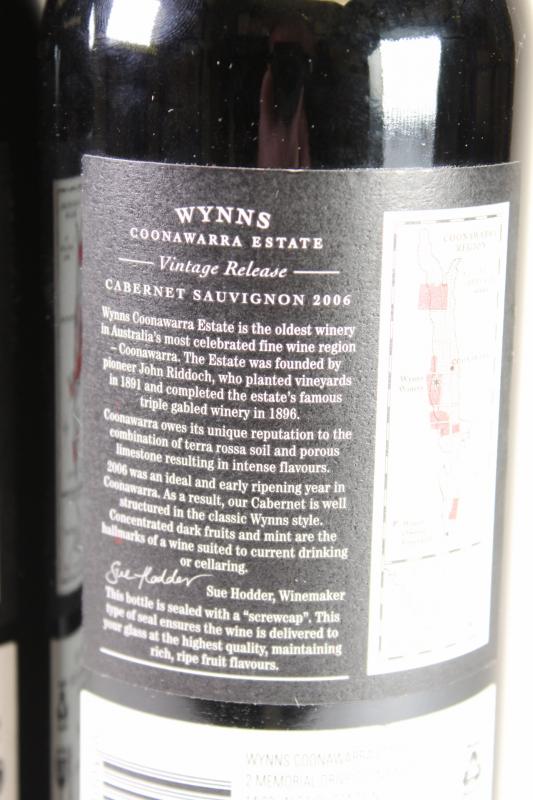 WYNNS
COONAWARRA ESTATE
Vintage Release
CABERNET SAUVIGNON 2006
Wynns Coonawarra Estate is the oldest winery
in Australia's most celebrated fine wine region
– Coonawarra. The Estate was founded by
pioneer John Riddoch, who planted vineyards
in 1891 and completed the estate's famous
triple gabled winery in 1896.
Coonawarra owes its unique reputation to the
combination of terra rossa soil and porous
limestone resulting in intense flavours.
2006 was an ideal and early ripening year in
Coonawarra. As a result, our Cabernet is well
structured in the classic Wynns style.
Concentrated dark fruits and mint are the
hallmarks of a wine suited to current drinking
or cellaring.
Sue Hodder
Sue Hodder, Winemaker
This bottle is sealed with a “screwcap”. This
type of seal ensures the wine is delivered to
your glass at the highest quality, maintaining
rich, ripe fruit flavours.
COONAWARRA
REGION
COONAWARRA
Wynns
Winery
WYNNS COONAWARRA
2 MEMORIAL DRIVE